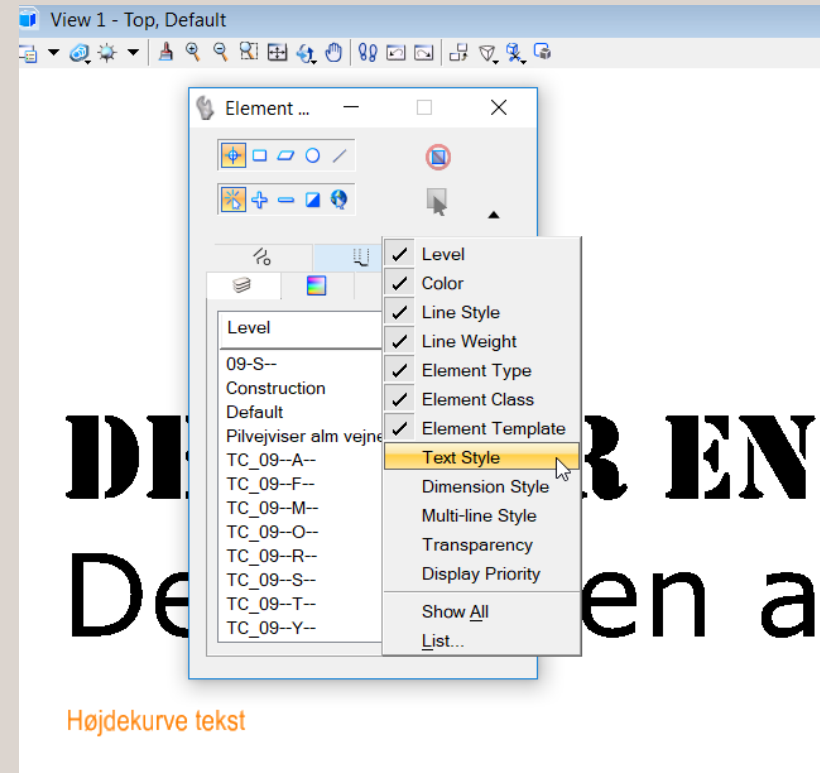 View 1 - Top, Default
Element ...
Level
Color
Line Style
Line Weight
Element Type
Element Class
Element Template
Text Style
Dimension Style
Multi-line Style
Transparency
Display Priority
Show All
List...
Level
09-S--
Construction
Default
Pilvejviser alm vejne
TC_09--A--
TC_09--F--
TC_09--M--
TC_09--O--
TC_09--R--
TC_09--S--
TC_09--T--
TC_09--Y--
EN
De en a
Højdekurve tekst